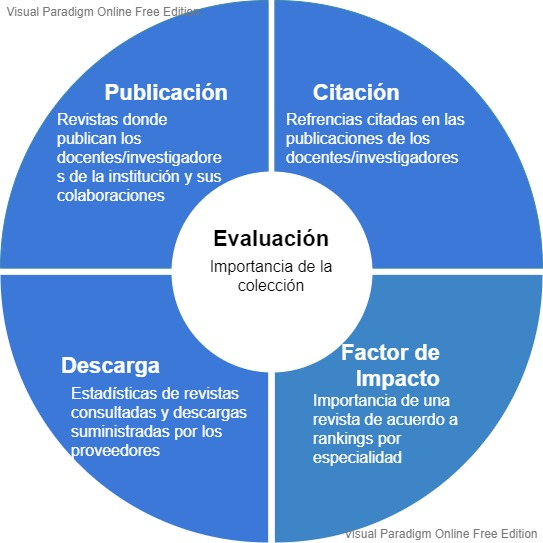 Visual Paradigm Online Free Edition
Publicación
Revistas donde
publican los
docentes/investigadore
s de la institución y sus
colaboraciones
Citación
Refrencias citadas en las
publicaciones de los
docentes/investigadores
Evaluación
Importancia de la
colección
Descarga
Estadísticas de revistas
consultadas y descargas
suministradas por los
proveedores
Factor de
Impacto
Importancia de una
revista de acuerdo a
rankings por
especialidad
Visual Paradigm Online Free Edition